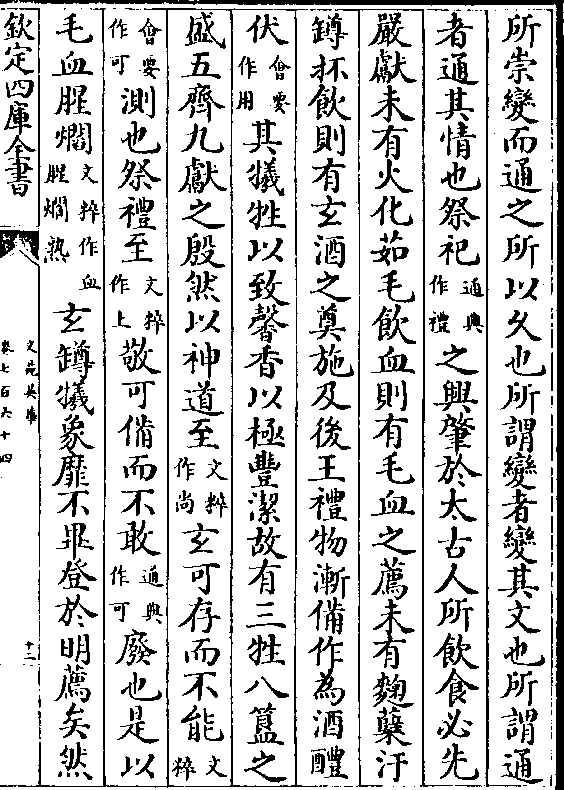 所崇變而通之所以久也所謂變者變其文也所謂通
者通其情也祭祀通典作禮之興肇於太古人所飲食必先
嚴獻未有火化茹毛飲血則有毛血之薦未有麴蘖汙
罇抔飲則有玄酒之奠施及後王禮物漸備作為酒醴
伏會要作用其犧牲以致馨香以極豐潔故有三牲八簋之
盛五齊九獻之殷然以神道至文粹作尚玄可存而不能文粹
會要作可測也祭禮至文粹作上敬可備而不敢通典作可廢也是以
毛血腥爓文粹作血腥爓熟玄罇犧象靡不畢登於明薦矣然
欽定四庫全書
文苑英華
卷七百六十四
十二